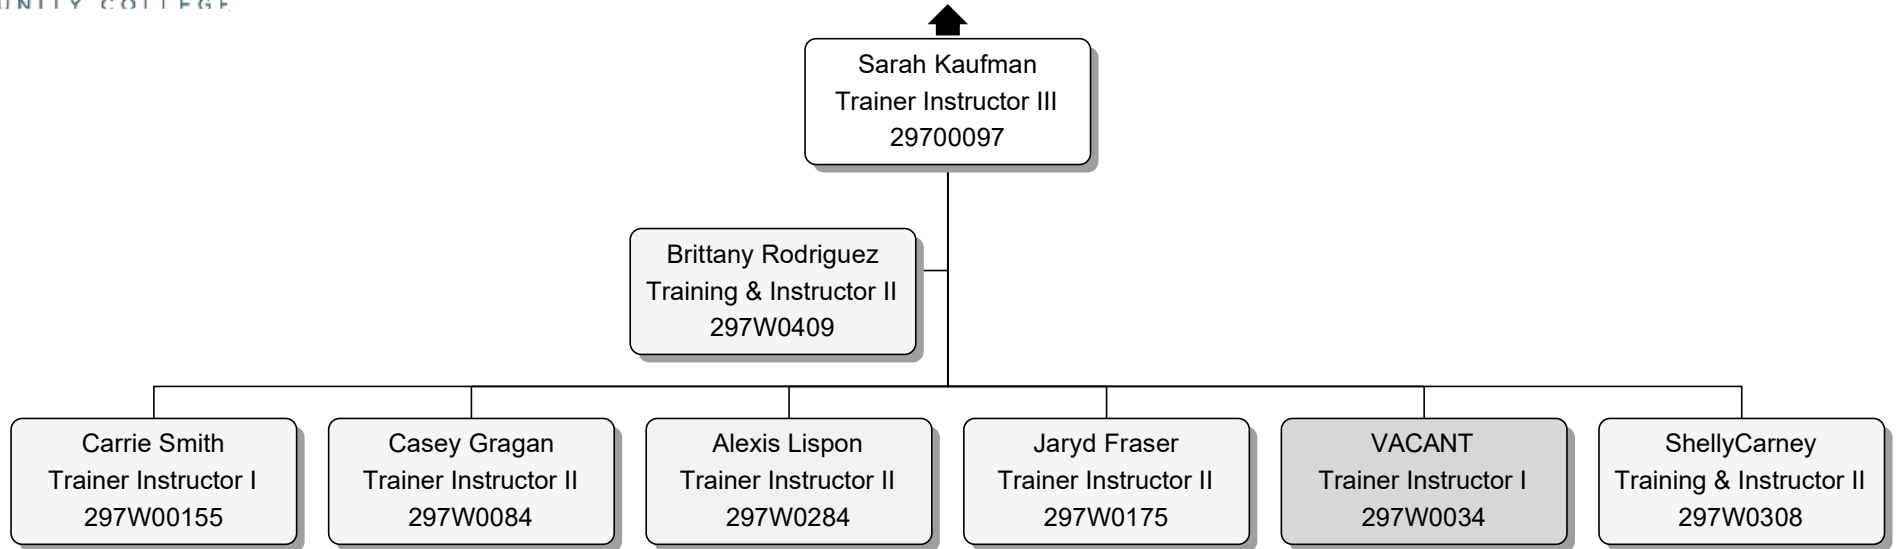 UNITY COLLEGE
Sarah Kaufman
Trainer Instructor III
29700097
Brittany Rodriguez
Training & Instructor II
297W0409
Carrie Smith
Trainer Instructor I
297W00155
Casey Gragan
Trainer Instructor II
297W0084
Alexis Lispon
Trainer Instructor II
297W0284
Jaryd Fraser
Trainer Instructor II
297W0175
VACANT
Trainer Instructor I
297W0034
ShellyCarney
Training & Instructor II
297W0308